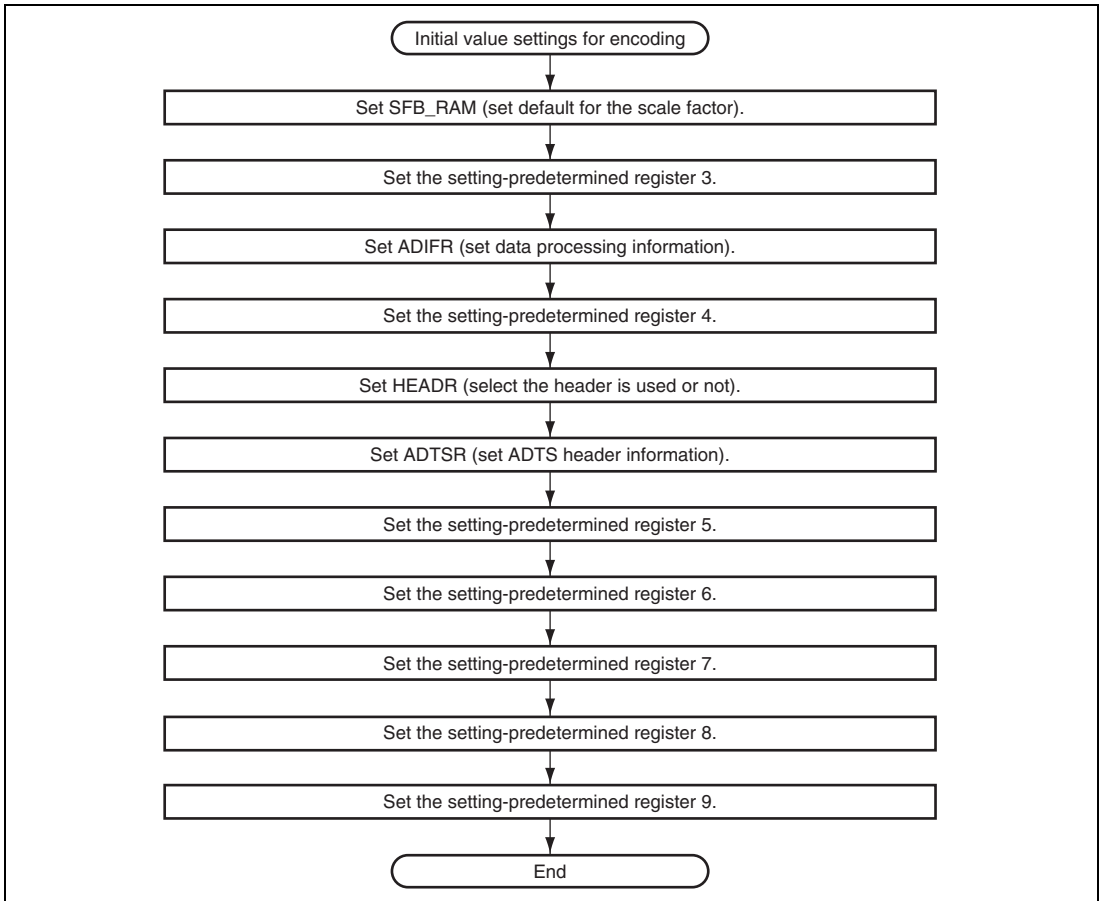 Initial value settings for encoding
Set SFB_RAM (set default for the scale factor).
Set the setting-predetermined register 3.
Set ADIFR (set data processing information).
Set the setting-predetermined register 4.
Set HEADR (select the header is used or not).
Set ADTSR (set ADTS header information).
Set the setting-predetermined register 5.
Set the setting-predetermined register 6.
Set the setting-predetermined register 7.
Set the setting-predetermined register 8.
Set the setting-predetermined register 9.
End